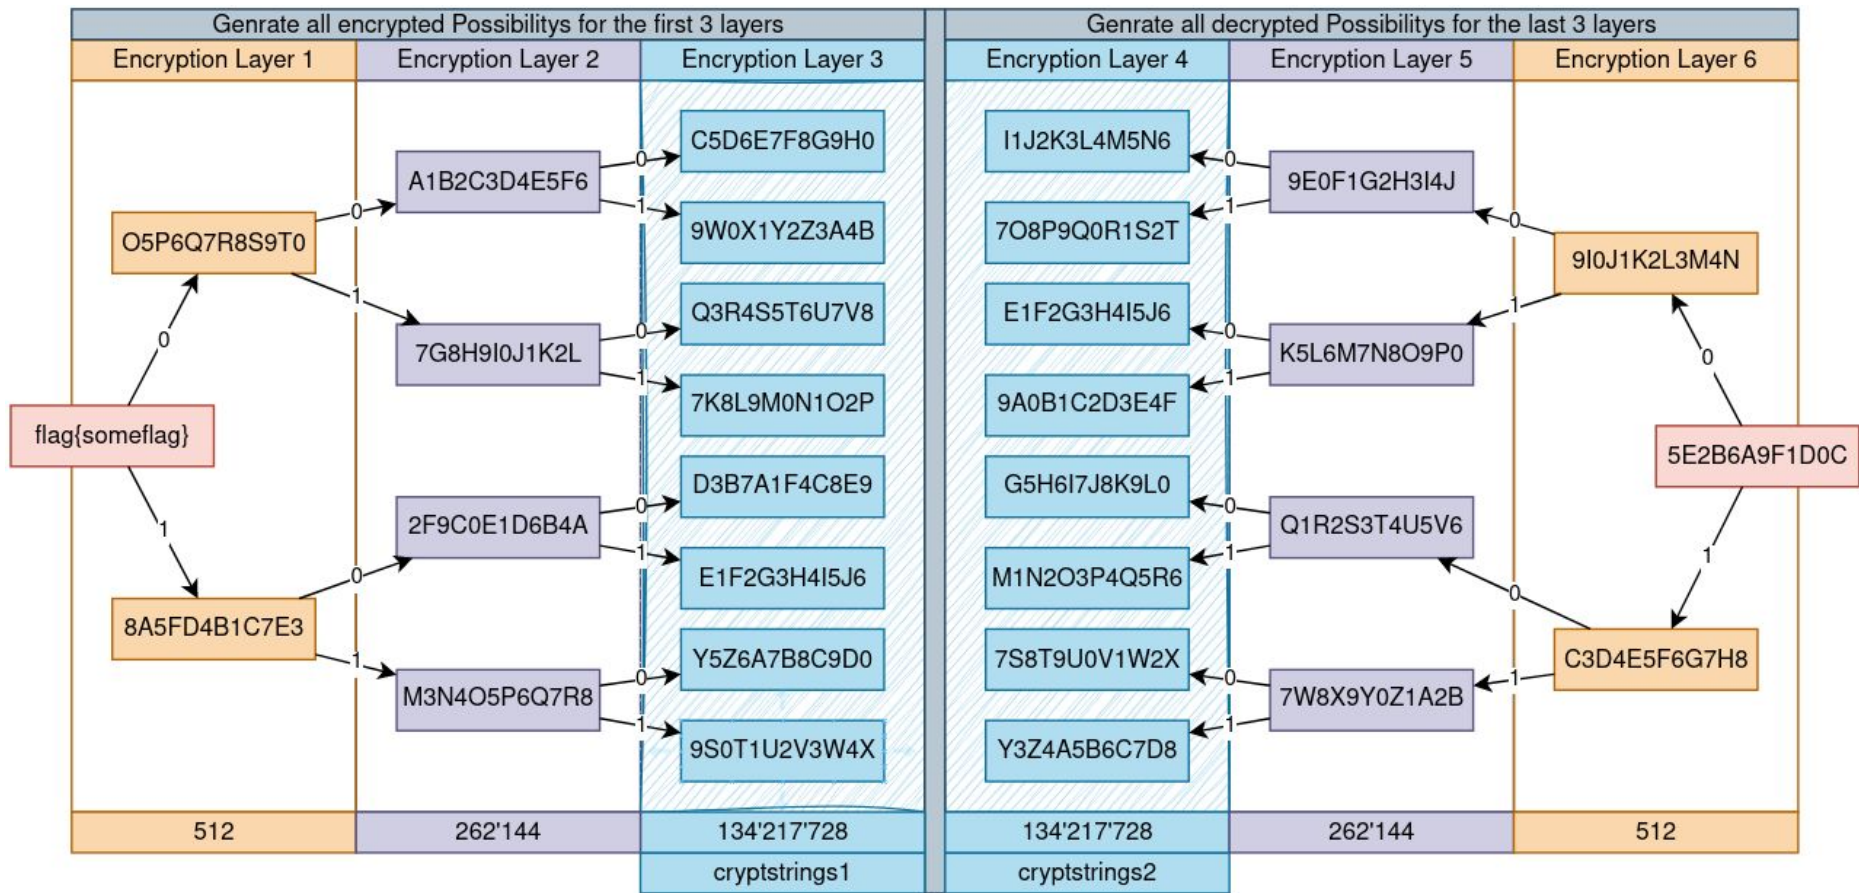 Genrate all encrypted Possibilitys for the first 3 layers
Genrate all decrypted Possibilitys for the last 3 layers
Encryption Layer 1
Encryption Layer 2
Encryption Layer 3
Encryption Layer 4
Encryption Layer 5
Encryption Layer 6
flag{someflag}
0
1
O5P6Q7R8S9T0
8A5FD4B1C7E3
0
1
0
1
A1B2C3D4E5F6
7G8H9I0J1K2L
2F9C0E1D6B4A
M3N4O5P6Q7R8
0
1
0
1
0
1
0
1
C5D6E7F8G9H0
9W0X1Y2Z3A4B
Q3R4S5T6U7V8
7K8L9M0N1O2P
D3B7A1F4C8E9
E1F2G3H4I5J6
Y5Z6A7B8C9D0
9S0T1U2V3W4X
I1J2K3L4M5N6
7O8P9Q0R1S2T
E1F2G3H4I5J6
9A0B1C2D3E4F
G5H6I7J8K9L0
M1N2O3P4Q5R6
7S8T9U0V1W2X
Y3Z4A5B6C7D8
0
1
0
1
0
1
0
1
9E0F1G2H3I4J
K5L6M7N8O9P0
Q1R2S3T4U5V6
7W8X9Y0Z1A2B
0
1
0
1
9I0J1K2L3M4N
C3D4E5F6G7H8
0
1
5E2B6A9F1D0C
512
262'144
134'217'728
134'217'728
262'144
512
cryptstrings1
cryptstrings2